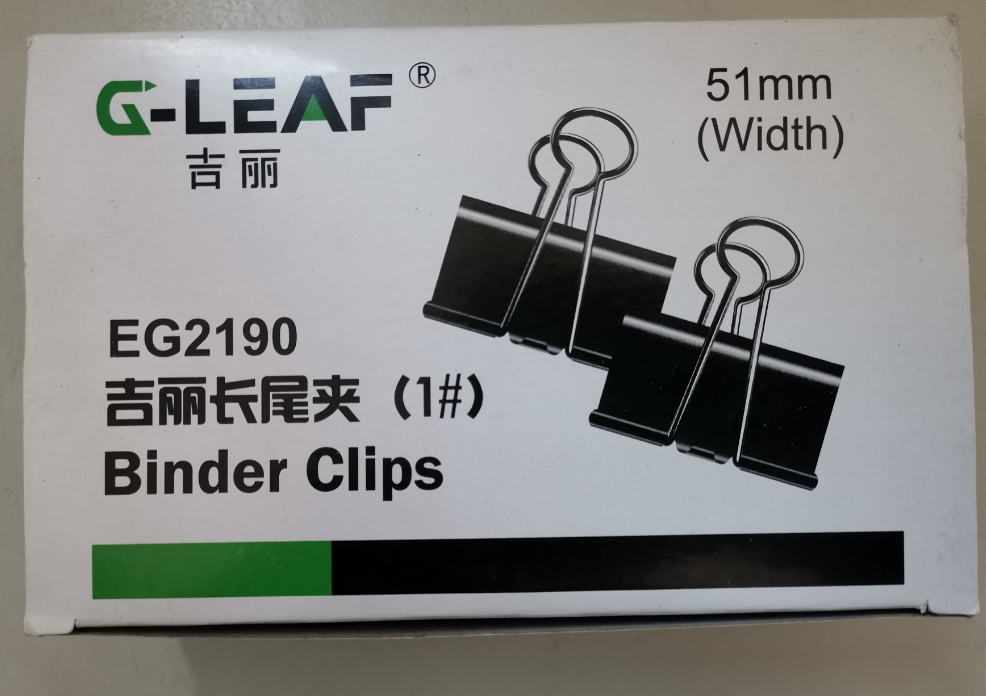 G-LEAF®
吉丽
51mm
(Width)
EG2190
吉丽长尾夹（1#）
Binder Clips